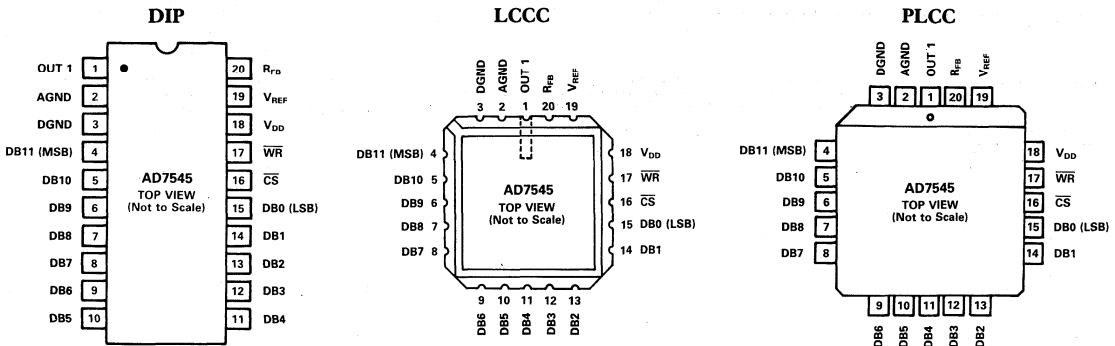 DIP
OUT 1 1
AGND 2
DGND 3
DB11 (MSB) 4
DB10 5
DB9 6
DB8 7
DB7 8
DB6 9
DB5 10
AD7545
TOP VIEW
(Not to Scale)
20 RFB
19 VREF
18 VDD
17 WR
16 CS
15 DB0 (LSB)
14 DB1
13 DB2
12 DB3
11 DB4
LCCC
DGND AGND OUT 1 RFB VREF
3 2 1 20 19
DB11 (MSB) 4
DB10 5
DB9 6
DB8 7
DB7 8
AD7545
TOP VIEW
(Not to Scale)
18 VDD
17 WR
16 CS
15 DB0 (LSB)
14 DB1
9 10 11 12 13
DB6 DB5 DB4 DB3 DB2
PLCC
DGND AGND OUT 1 RFB VREF
3 2 1 20 19
DB11 (MSB) 4
DB10 5
DB9 6
DB8 7
DB7 8
AD7545
TOP VIEW
(Not to Scale)
18 VDD
17 WR
16 CS
15 DB0 (LSB)
14 DB1
9 10 11 12 13
DB6 DB5 DB4 DB3 DB2